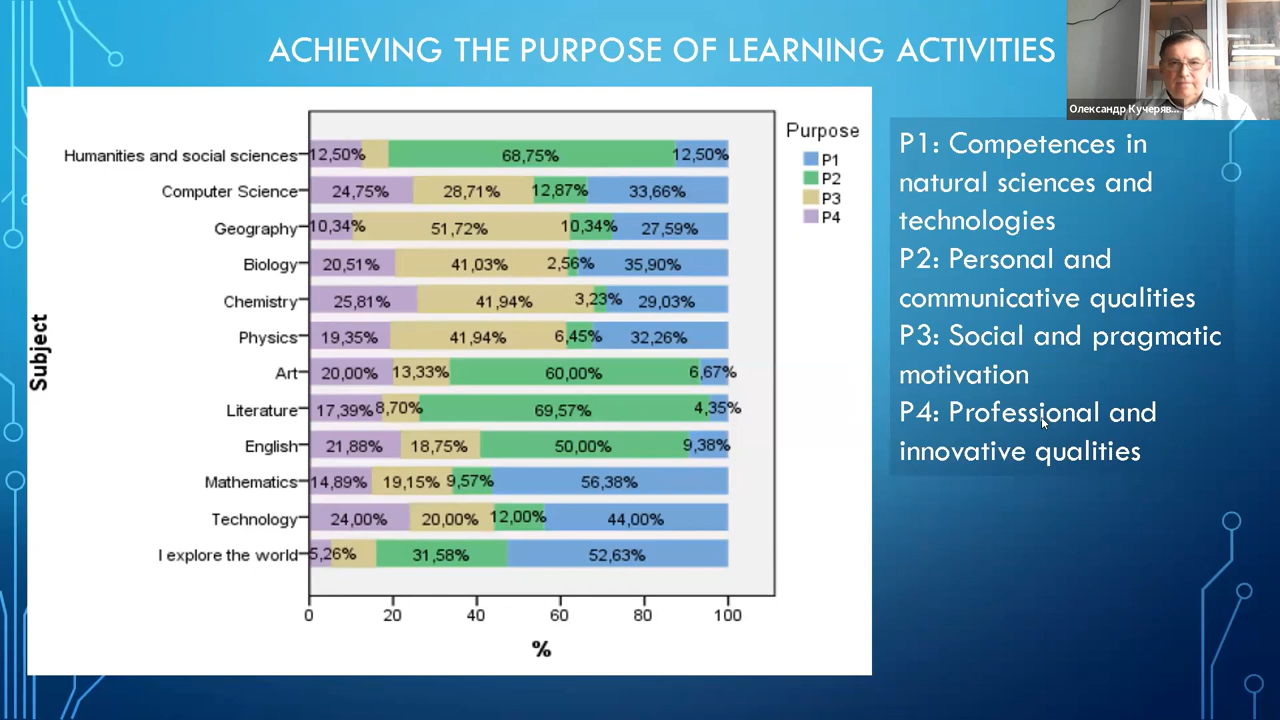 ACHIEVING THE PURPOSE OF LEARNING ACTIVITIES
Олександр Кучеряв...
Purpose
P1
P2
P3
P4
Humanities and social sciences 12,50% 68,75% 12,50%
Computer Science 24,75% 28,71% 12,87% 33,66%
Geography 10,34% 51,72% 10,34% 27,59%
Biology 20,51% 41,03% 2,56% 35,90%
Chemistry 25,81% 41,94% 3,23% 29,03%
Physics 19,35% 41,94% 6,45% 32,26%
Art 20,00% 13,33% 60,00% 6,67%
Literature 17,39% 8,70% 69,57% 4,35%
English 21,88% 18,75% 50,00% 9,38%
Mathematics 14,89% 19,15% 9,57% 56,38%
Technology 24,00% 20,00% 12,00% 44,00%
I explore the world 5,26% 31,58% 52,63%
Subject
0 20 40 60 80 100
%
P1: Competences in
natural sciences and
technologies
P2: Personal and
communicative qualities
P3: Social and pragmatic
motivation
P4: Professional and
innovative qualities